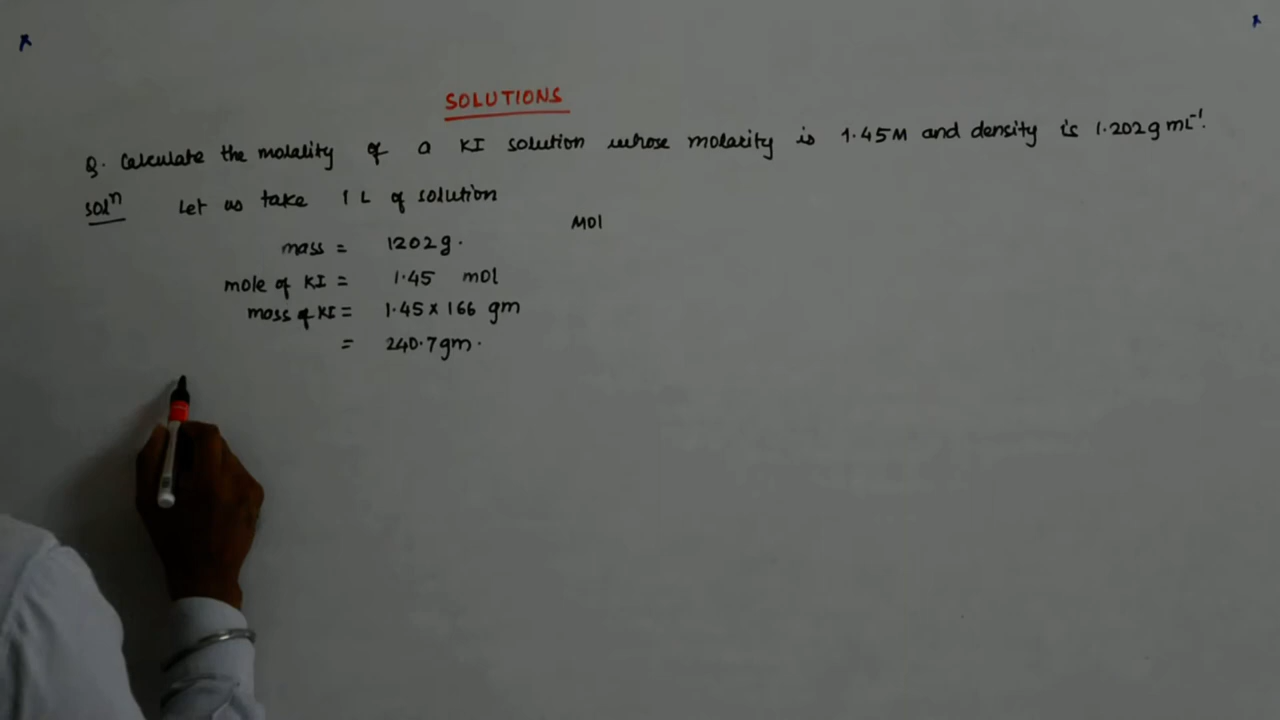 SOLUTIONS
Q. Calculate the molality of a KI solution whose molarity is 1.45M and density is 1.202g mL⁻¹.
Solⁿ Let us take 1 L of solution
Mol
mass = 1202g.
mole of KI = 1.45 mol
mass of KI = 1.45 x 166 gm
= 240.7gm.